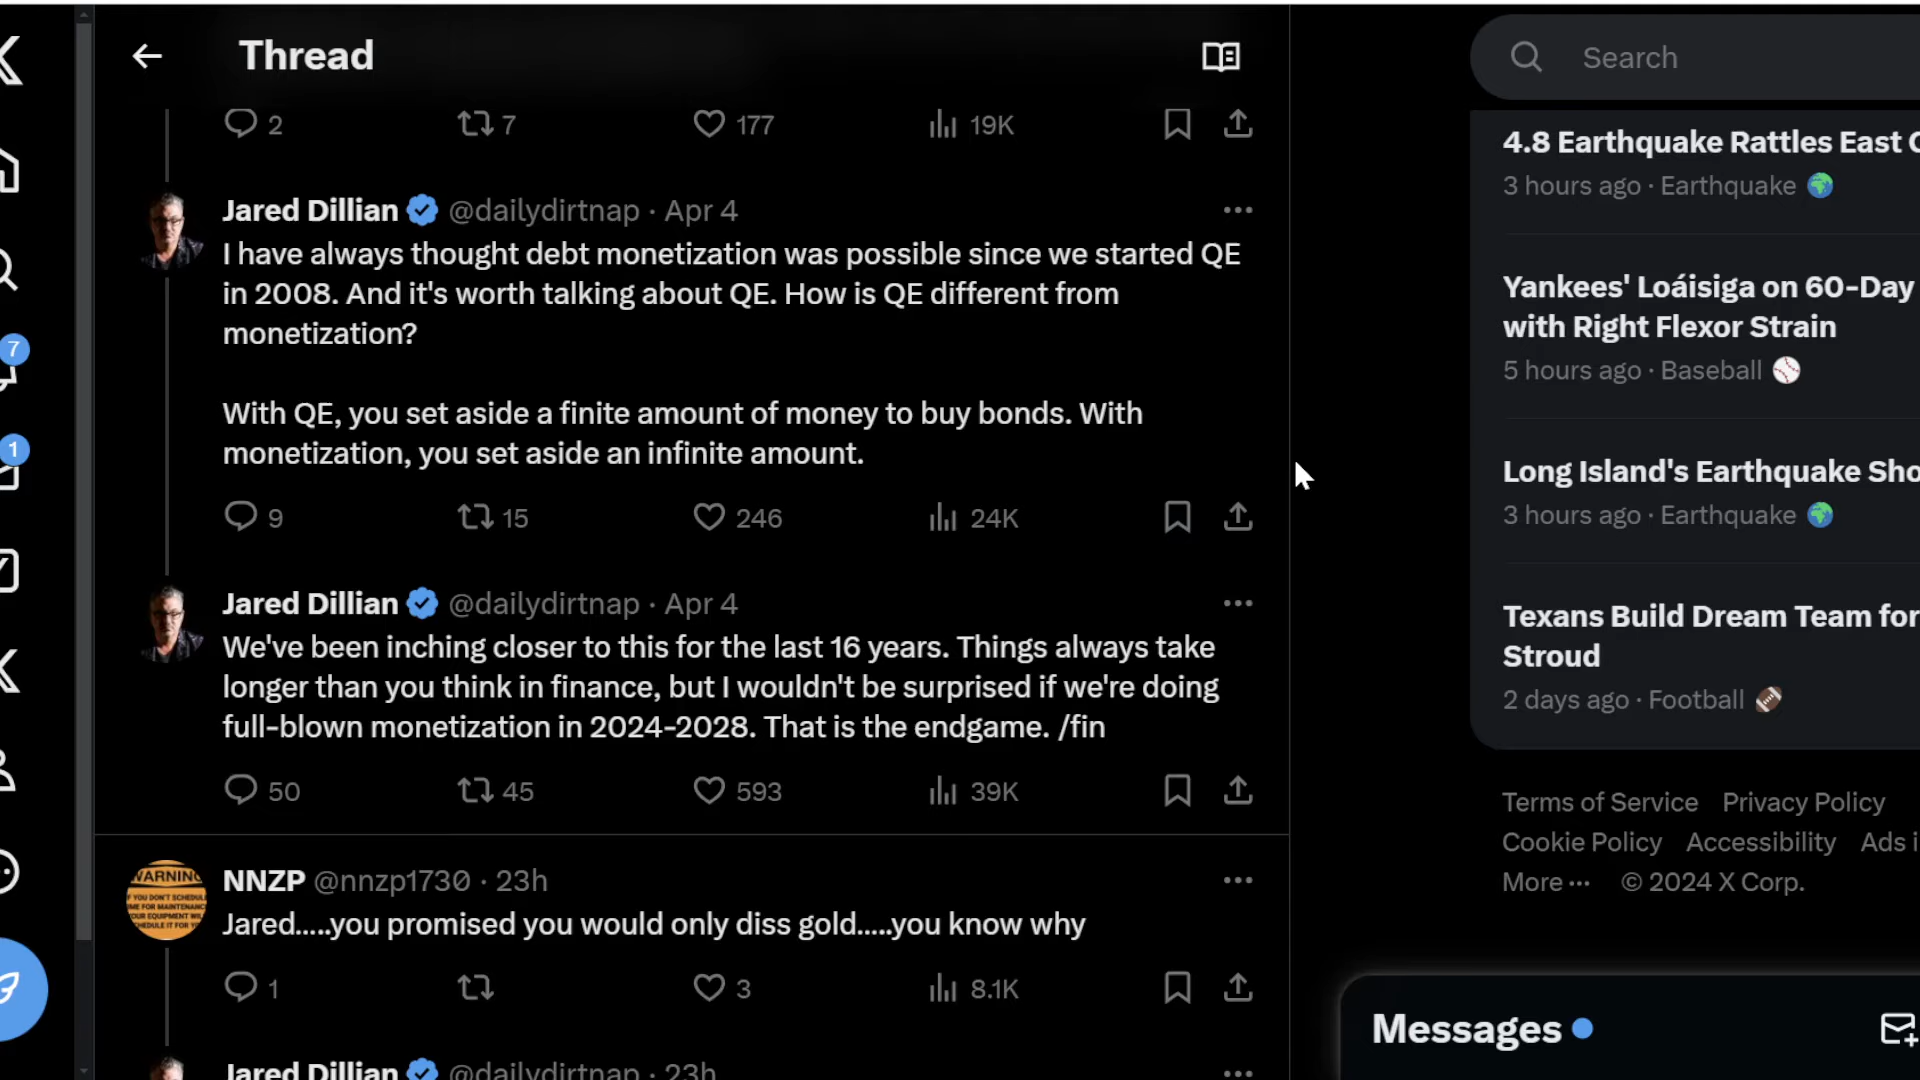 Thread
Search
2 7 177 19K
Jared Dillian @dailydirtnap · Apr 4
I have always thought debt monetization was possible since we started QE
in 2008. And it's worth talking about QE. How is QE different from
monetization?
With QE, you set aside a finite amount of money to buy bonds. With
monetization, you set aside an infinite amount.
9 15 246 24K
Jared Dillian @dailydirtnap · Apr 4
We've been inching closer to this for the last 16 years. Things always take
longer than you think in finance, but I wouldn't be surprised if we're doing
full-blown monetization in 2024-2028. That is the endgame. /fin
50 45 593 39K
NNZP @nnzp1730 · 23h
Jared.....you promised you would only diss gold.....you know why
1 3 8.1K
Jared Dillian @dailydirtnap · 23h
7
1
WARNING
4.8 Earthquake Rattles East
3 hours ago · Earthquake
Yankees' Loáisiga on 60-Day
with Right Flexor Strain
5 hours ago · Baseball
Long Island's Earthquake Sho
3 hours ago · Earthquake
Texans Build Dream Team for
Stroud
2 days ago · Football
Terms of Service Privacy Policy
Cookie Policy Accessibility Ads i
More ··· © 2024 X Corp.
Messages